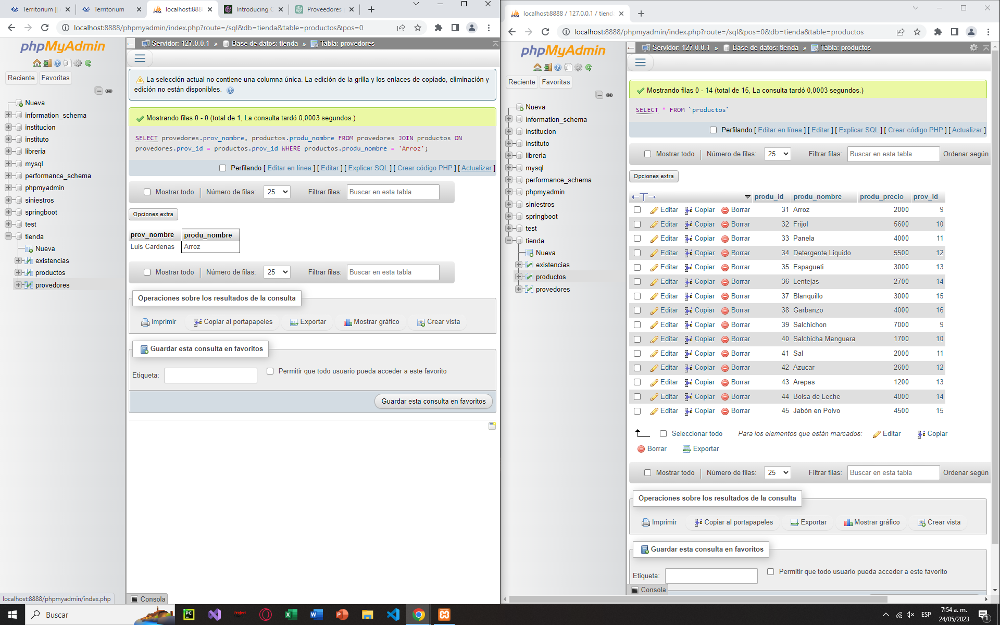 Territorium ||
Territorium
localhost:888
Introducing C
Proveedores
localhost:8888/phpmyadmin/index.php?route=/sql&db=tienda&table=productos&pos=0
phpMyAdmin
Reciente
Favoritas
Nueva
information_schema
institucion
instituto
libreria
mysql
performance_schema
phpmyadmin
siniestros
springboot
test
tienda
Nueva
existencias
productos
provedores
Servidor: 127.0.0.1 » Base de datos: tienda » Tabla: provedores
La selección actual no contiene una columna única. La edición de la grilla y los enlaces de copiado, eliminación y
edición no están disponibles.
Mostrando filas 0 - 0 (total de 1, La consulta tardó 0,0003 segundos.)
SELECT provedores.prov_nombre, productos.produ_nombre FROM provedores JOIN productos ON
provedores.prov_id = productos.prov_id WHERE productos.produ_nombre = 'Arroz';
Perfilando [ Editar en línea ] [ Editar ] [ Explicar SQL ] [ Crear código PHP ] [ Actualizar ]
Mostrar todo | Número de filas: 25 Filtrar filas: Buscar en esta tabla
Opciones extra
prov_nombre produ_nombre
Luis Cardenas Arroz
Mostrar todo | Número de filas: 25 Filtrar filas: Buscar en esta tabla
Operaciones sobre los resultados de la consulta
Imprimir Copiar al portapapeles Exportar Mostrar gráfico Crear vista
Guardar esta consulta en favoritos
Etiqueta: Permitir que todo usuario pueda acceder a este favorito
Guardar esta consulta en favoritos
Consola
localhost:8888/phpmyadmin/index.php
localhost:8888 / 127.0.0.1 / tiend
localhost:8888/phpmyadmin/index.php?route=/sql&pos=0&db=tienda&table=productos
phpMyAdmin
Reciente
Favoritas
Nueva
information_schema
institucion
instituto
libreria
mysql
performance_schema
phpmyadmin
siniestros
springboot
test
tienda
Nueva
existencias
productos
provedores
Servidor: 127.0.0.1 » Base de datos: tienda » Tabla: productos
Mostrando filas 0 - 14 (total de 15, La consulta tardó 0,0003 segundos.)
SELECT * FROM `productos`
Perfilando [ Editar en línea ] [ Editar ] [ Explicar SQL ] [ Crear código PHP ] [ Actualizar ]
Mostrar todo | Número de filas: 25 Filtrar filas: Buscar en esta tabla Ordenar según
Opciones extra
produ_id produ_nombre produ_precio prov_id
Editar Copiar Borrar 31 Arroz 2000 9
Editar Copiar Borrar 32 Frijol 5600 10
Editar Copiar Borrar 33 Panela 4000 11
Editar Copiar Borrar 34 Detergente Liquido 5500 12
Editar Copiar Borrar 35 Espagueti 3000 13
Editar Copiar Borrar 36 Lentejas 2700 14
Editar Copiar Borrar 37 Blanquillo 3000 15
Editar Copiar Borrar 38 Garbanzo 4000 16
Editar Copiar Borrar 39 Salchichon 7000 9
Editar Copiar Borrar 40 Salchicha Manguera 1700 10
Editar Copiar Borrar 41 Sal 2000 11
Editar Copiar Borrar 42 Azucar 2600 12
Editar Copiar Borrar 43 Arepas 1200 13
Editar Copiar Borrar 44 Bolsa de Leche 4000 14
Editar Copiar Borrar 45 Jabón en Polvo 4500 15
Seleccionar todo Para los elementos que están marcados: Editar Copiar
Borrar Exportar
Mostrar todo | Número de filas: 25 Filtrar filas: Buscar en esta tabla Ordenar según
Operaciones sobre los resultados de la consulta
Imprimir Copiar al portapapeles Exportar Mostrar gráfico Crear vista
Guardar esta consulta en favoritos
Etiqueta: Permitir que todo usuario pueda acceder a este favorito
Consola
Buscar
ESP
7:54 a. m.
24/05/2023
1